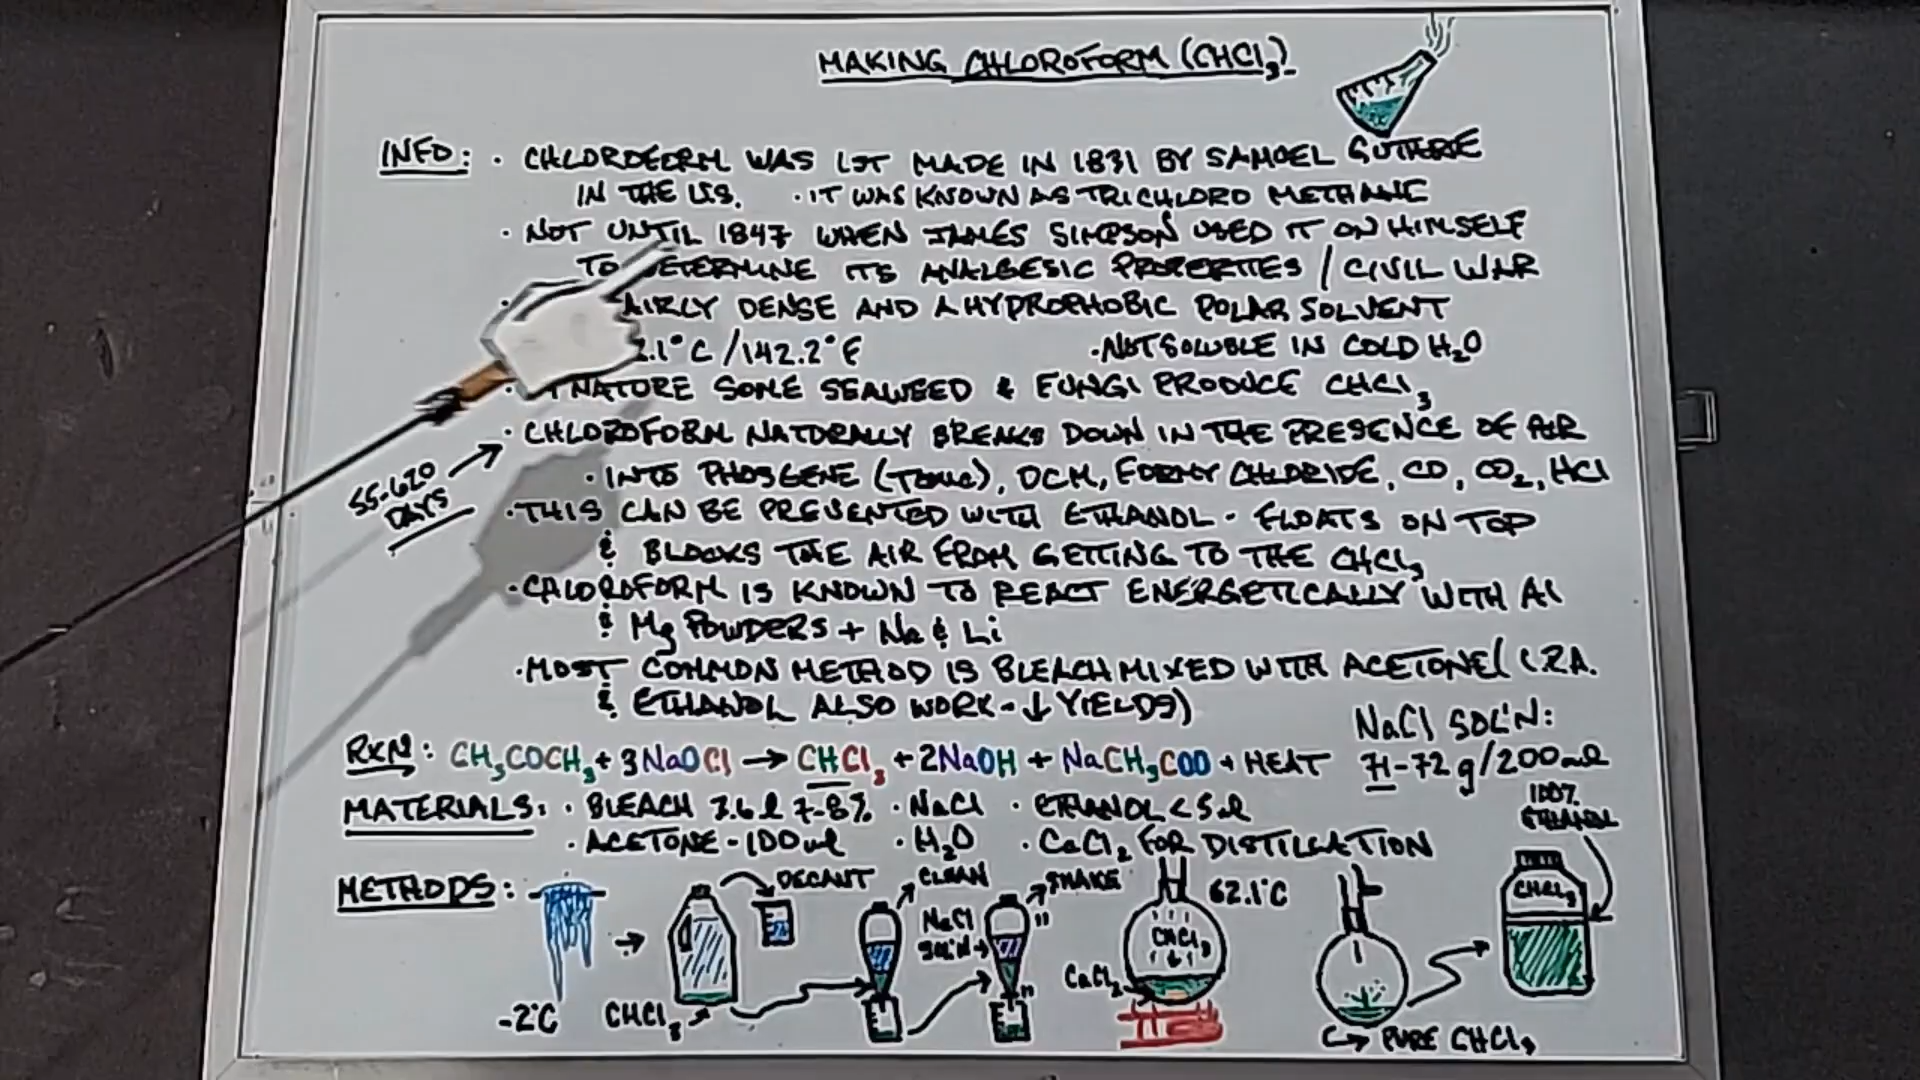 MAKING CHLOROFORM (CHCl3)
INFO: · CHLOROFORM WAS 1ST MADE IN 1831 BY SAMUEL GUTHRIE
IN THE U.S. · IT WAS KNOWN AS TRICHLORO METHANE
· NOT UNTIL 1847 WHEN JAMES SIMPSON USED IT ON HIMSELF
TO DETERMINE ITS ANALGESIC PROPERTIES / CIVIL WAR
AIRLY DENSE AND A HYDROPHOBIC POLAR SOLVENT
2.1°C /142.2°F · NOT SOLUBLE IN COLD H2O
· NATURE SOME SEAWEED & FUNGI PRODUCE CHCl3
· CHLOROFORM NATURALLY BREAKS DOWN IN THE PRESENCE OF AIR
55-620 DAYS
· INTO PHOSGENE (TOXIC), DCM, FORMY CHLORIDE, CO, CO2, HCl
· THIS CAN BE PREVENTED WITH ETHANOL - FLOATS ON TOP
& BLOCKS THE AIR FROM GETTING TO THE CHCl3
· CHLOROFORM IS KNOWN TO REACT ENERGETICALLY WITH Al
& Mg POWDERS + Na & Li
· MOST COMMON METHOD IS BLEACH MIXED WITH ACETONE (I.P.A.
& ETHANOL ALSO WORK - ↓ YIELDS)
NaCl SOL'N:
71-72 g/200ml
RXN: CH3COCH3 + 3NaOCl → CHCl3 + 2NaOH + NaCH3COO + HEAT
MATERIALS: · BLEACH 3.6 l 7-8% · NaCl · ETHANOL < 5ml
· ACETONE - 100ml · H2O · CaCl2 FOR DISTILLATION
100% ETHANOL
METHODS:
-2°C
DECANT
CHCl3
CLEAN
NaCl SOL'N
SHAKE
CHCl3
CaCl2
62.1°C
PURE CHCl3
CHCl3